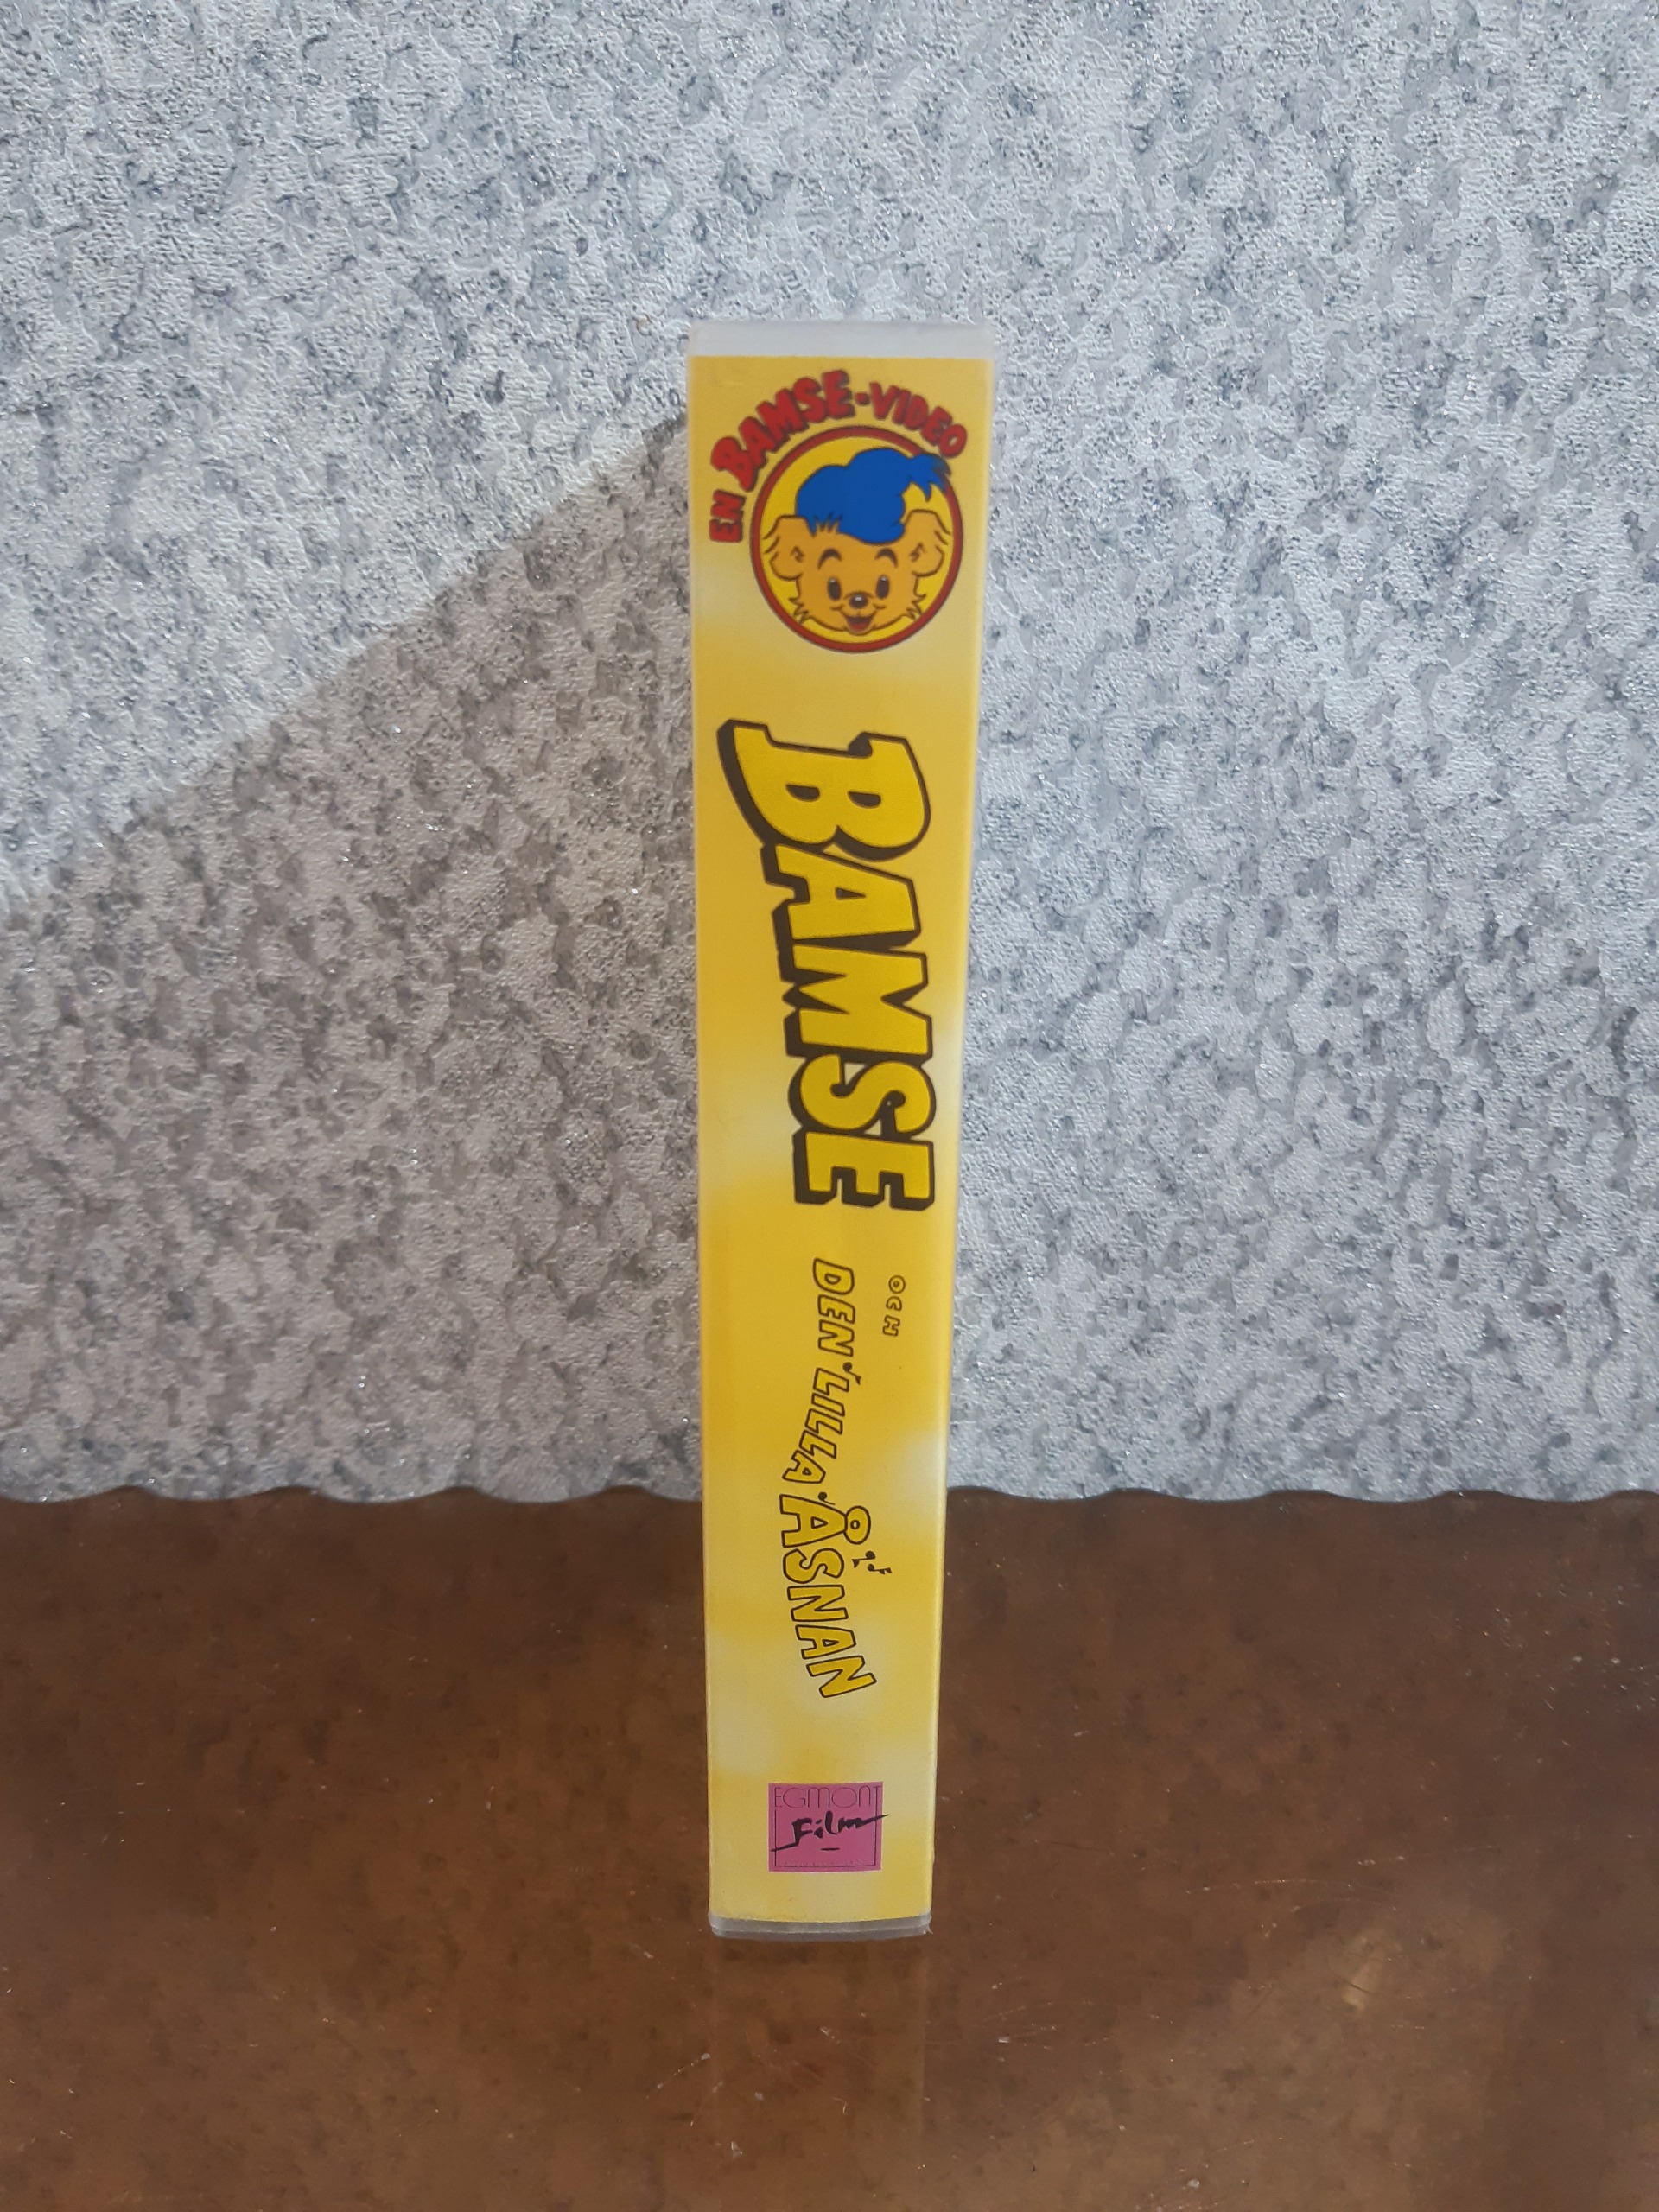 EN BAMSE-VIDEO
BAMSE
OCH
DEN LILLA ÅSNAN
EGMONT
Film